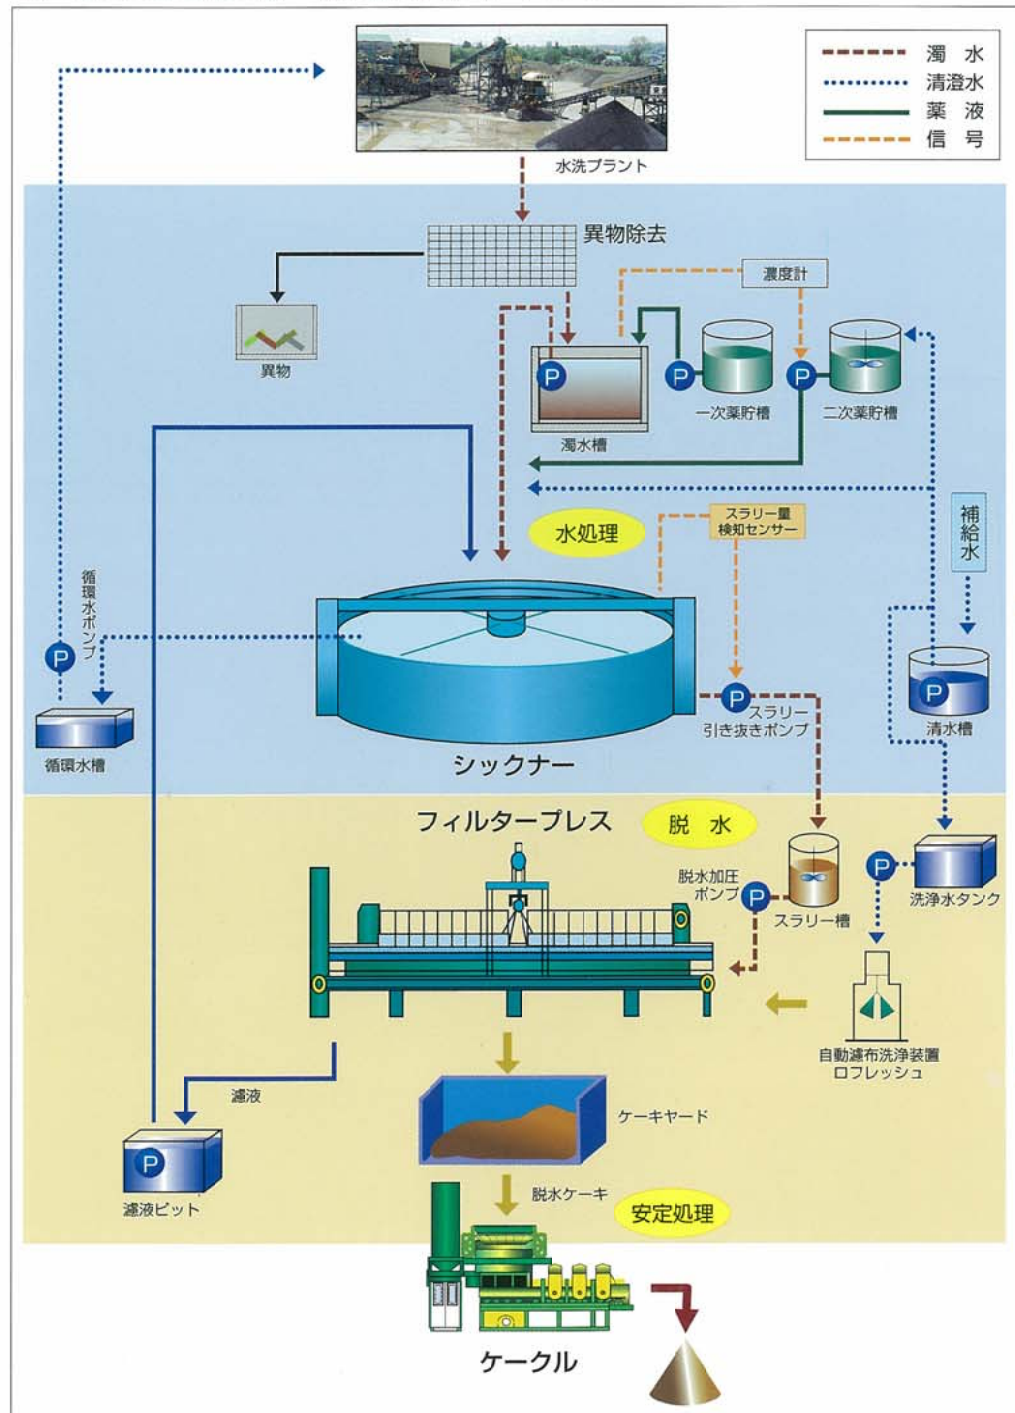 濁 水
清澄水
薬 液
信 号
水洗プラント
異物除去
濃度計
異物
P
P
P
一次薬貯槽
二次薬貯槽
濁水槽
水処理
スラリー量
検知センサー
補給水
循環水ポンプ
P
P
P
スラリー
引き抜きポンプ
清水槽
循環水槽
シックナー
フィルタープレス
脱 水
脱水加圧
ポンプ
P
P
スラリー槽
洗浄水タンク
自動濾布洗浄装置
ロフレッシュ
濾液
ケーキヤード
P
濾液ピット
脱水ケーキ
安定処理
ケークル